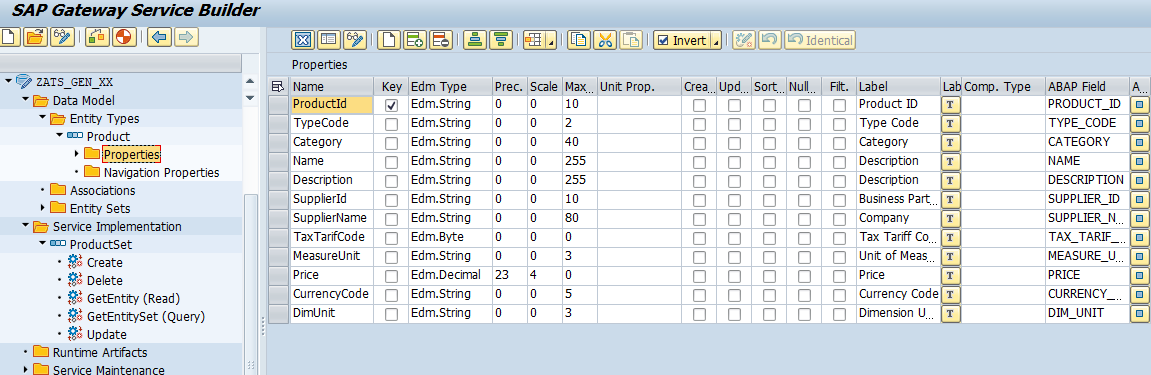 SAP Gateway Service Builder
Invert
Identical
ZATS_GEN_XX
Data Model
Entity Types
Product
Properties
Navigation Properties
Associations
Entity Sets
Service Implementation
ProductSet
Create
Delete
GetEntity (Read)
GetEntitySet (Query)
Update
Runtime Artifacts
Service Maintenance
Properties
Name Key Edm Type Prec. Scale Max... Unit Prop. Crea... Upd... Sort... Null... Filt. Label Lab Comp. Type ABAP Field A...
ProductId Edm.String 0 0 10 Product ID T PRODUCT_ID
TypeCode Edm.String 0 0 2 Type Code T TYPE_CODE
Category Edm.String 0 0 40 Category T CATEGORY
Name Edm.String 0 0 255 Description T NAME
Description Edm.String 0 0 255 Description T DESCRIPTION
SupplierId Edm.String 0 0 10 Business Part... T SUPPLIER_ID
SupplierName Edm.String 0 0 80 Company T SUPPLIER_N...
TaxTarifCode Edm.Byte 0 0 0 Tax Tariff Co... T TAX_TARIF_...
MeasureUnit Edm.String 0 0 3 Unit of Meas... T MEASURE_U...
Price Edm.Decimal 23 4 0 Price T PRICE
CurrencyCode Edm.String 0 0 5 Currency Code T CURRENCY_...
DimUnit Edm.String 0 0 3 Dimension U... T DIM_UNIT